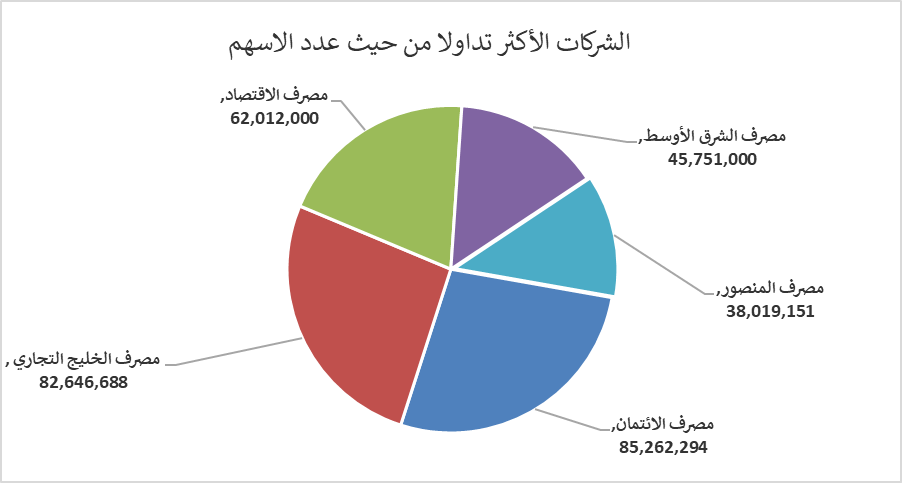 الشركات الأكثر تداولا من حيث عدد الاسهم
مصرف الاقتصاد,
62,012,000
مصرف الشرق الأوسط,
45,751,000
مصرف المنصور,
38,019,151
مصرف الخليج التجاري ,
82,646,688
مصرف الائتمان,
85,262,294